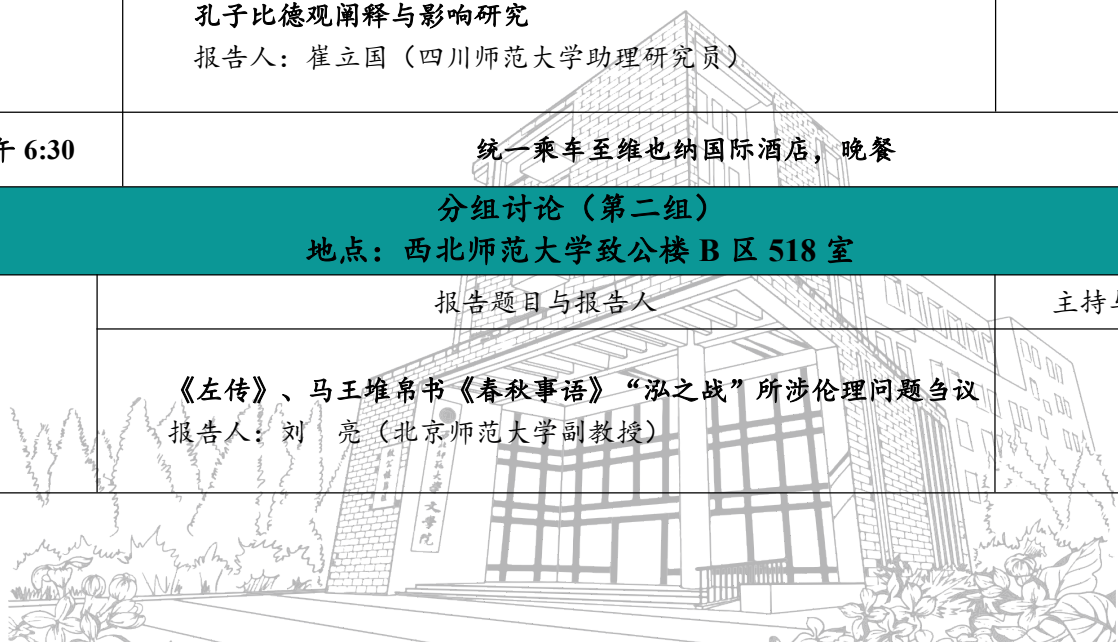 孔子比德观阐释与影响研究
报告人：崔立国（四川师范大学助理研究员）
午 6:30
统一乘车至维也纳国际酒店，晚餐
分组讨论（第二组）
地点：西北师范大学致公楼 B 区 518 室
报告题目与报告人
主持
《左传》、马王堆帛书《春秋事语》“泓之战”所涉伦理问题刍议
报告人：刘　亮（北京师范大学副教授）